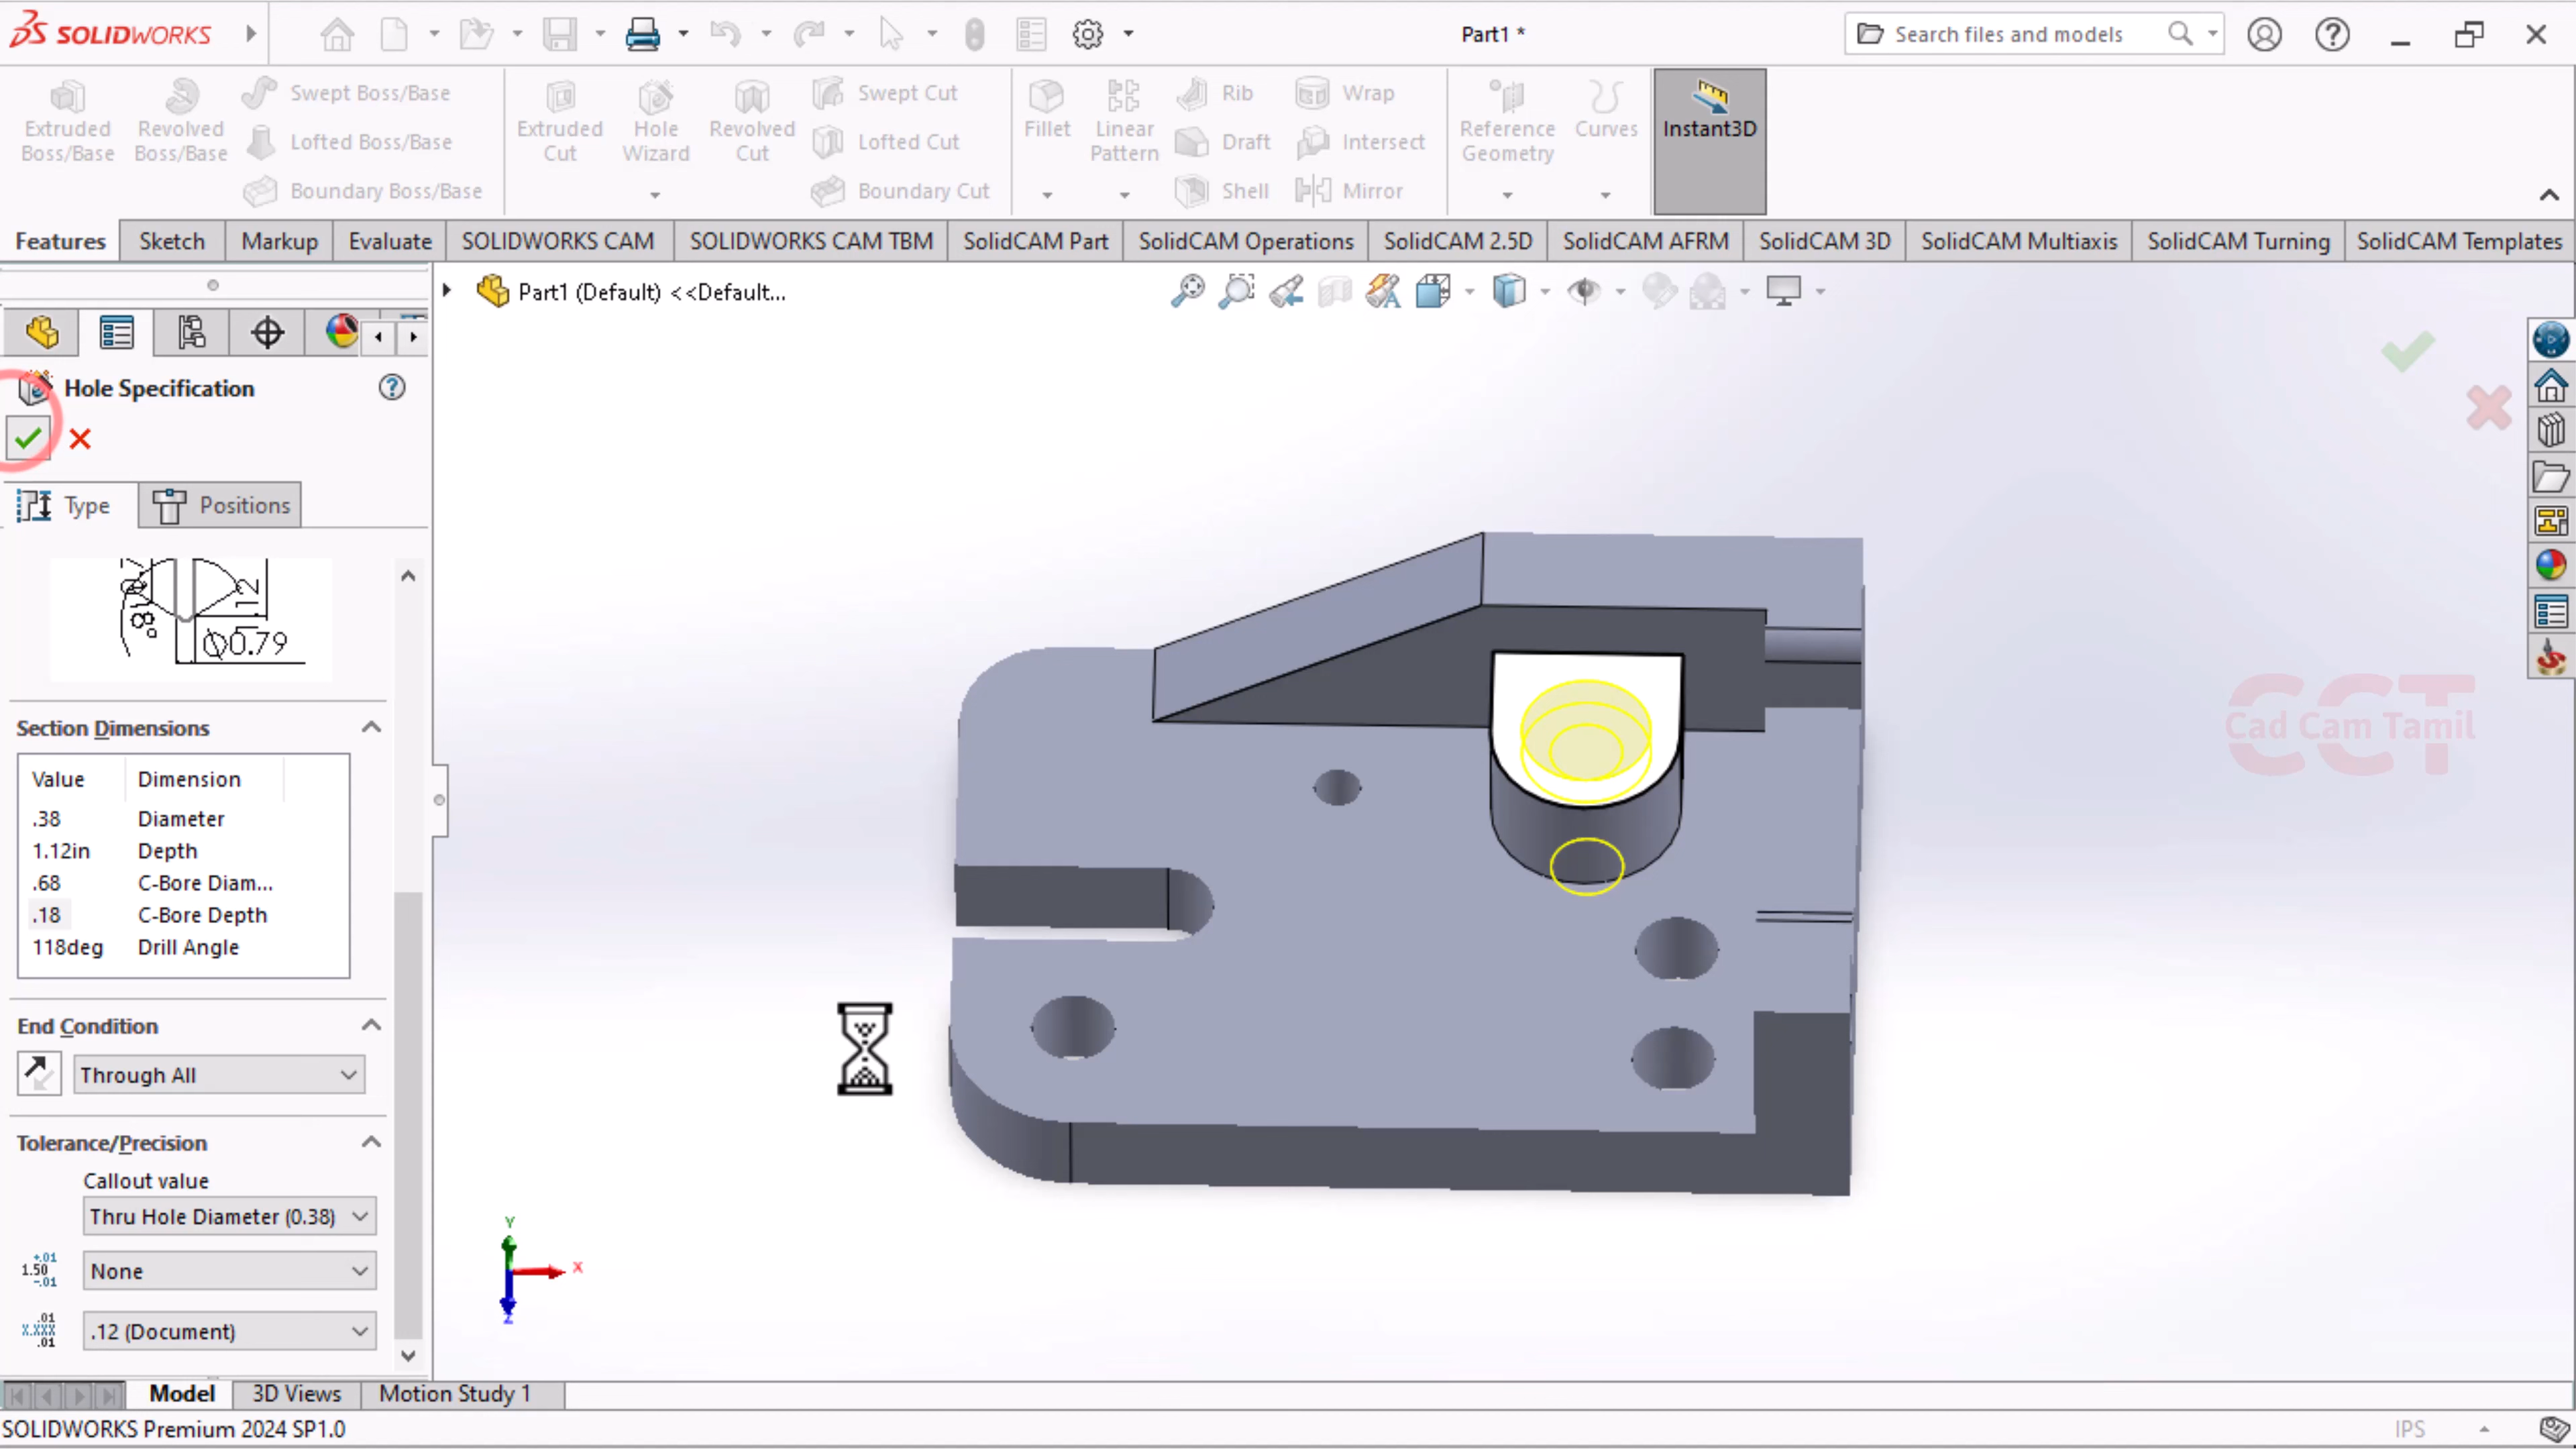 SOLIDWORKS
Part1 *
Search files and models
Extruded Boss/Base
Revolved Boss/Base
Swept Boss/Base
Lofted Boss/Base
Boundary Boss/Base
Extruded Cut
Hole Wizard
Revolved Cut
Swept Cut
Lofted Cut
Boundary Cut
Fillet
Linear Pattern
Rib
Draft
Shell
Wrap
Intersect
Mirror
Reference Geometry
Curves
Instant3D
Features
Sketch
Markup
Evaluate
SOLIDWORKS CAM
SOLIDWORKS CAM TBM
SolidCAM Part
SolidCAM Operations
SolidCAM 2.5D
SolidCAM AFRM
SolidCAM 3D
SolidCAM Multiaxis
SolidCAM Turning
SolidCAM Templates
Part1 (Default) <<Default...
Hole Specification
Type
Positions
Φ0.79
Section Dimensions
Value Dimension
.38 Diameter
1.12in Depth
.68 C-Bore Diam...
.18 C-Bore Depth
118deg Drill Angle
End Condition
Through All
Tolerance/Precision
Callout value
Thru Hole Diameter (0.38)
None
.12 (Document)
CCT
Cad Cam Tamil
Y
X
Z
Model
3D Views
Motion Study 1
SOLIDWORKS Premium 2024 SP1.0
IPS